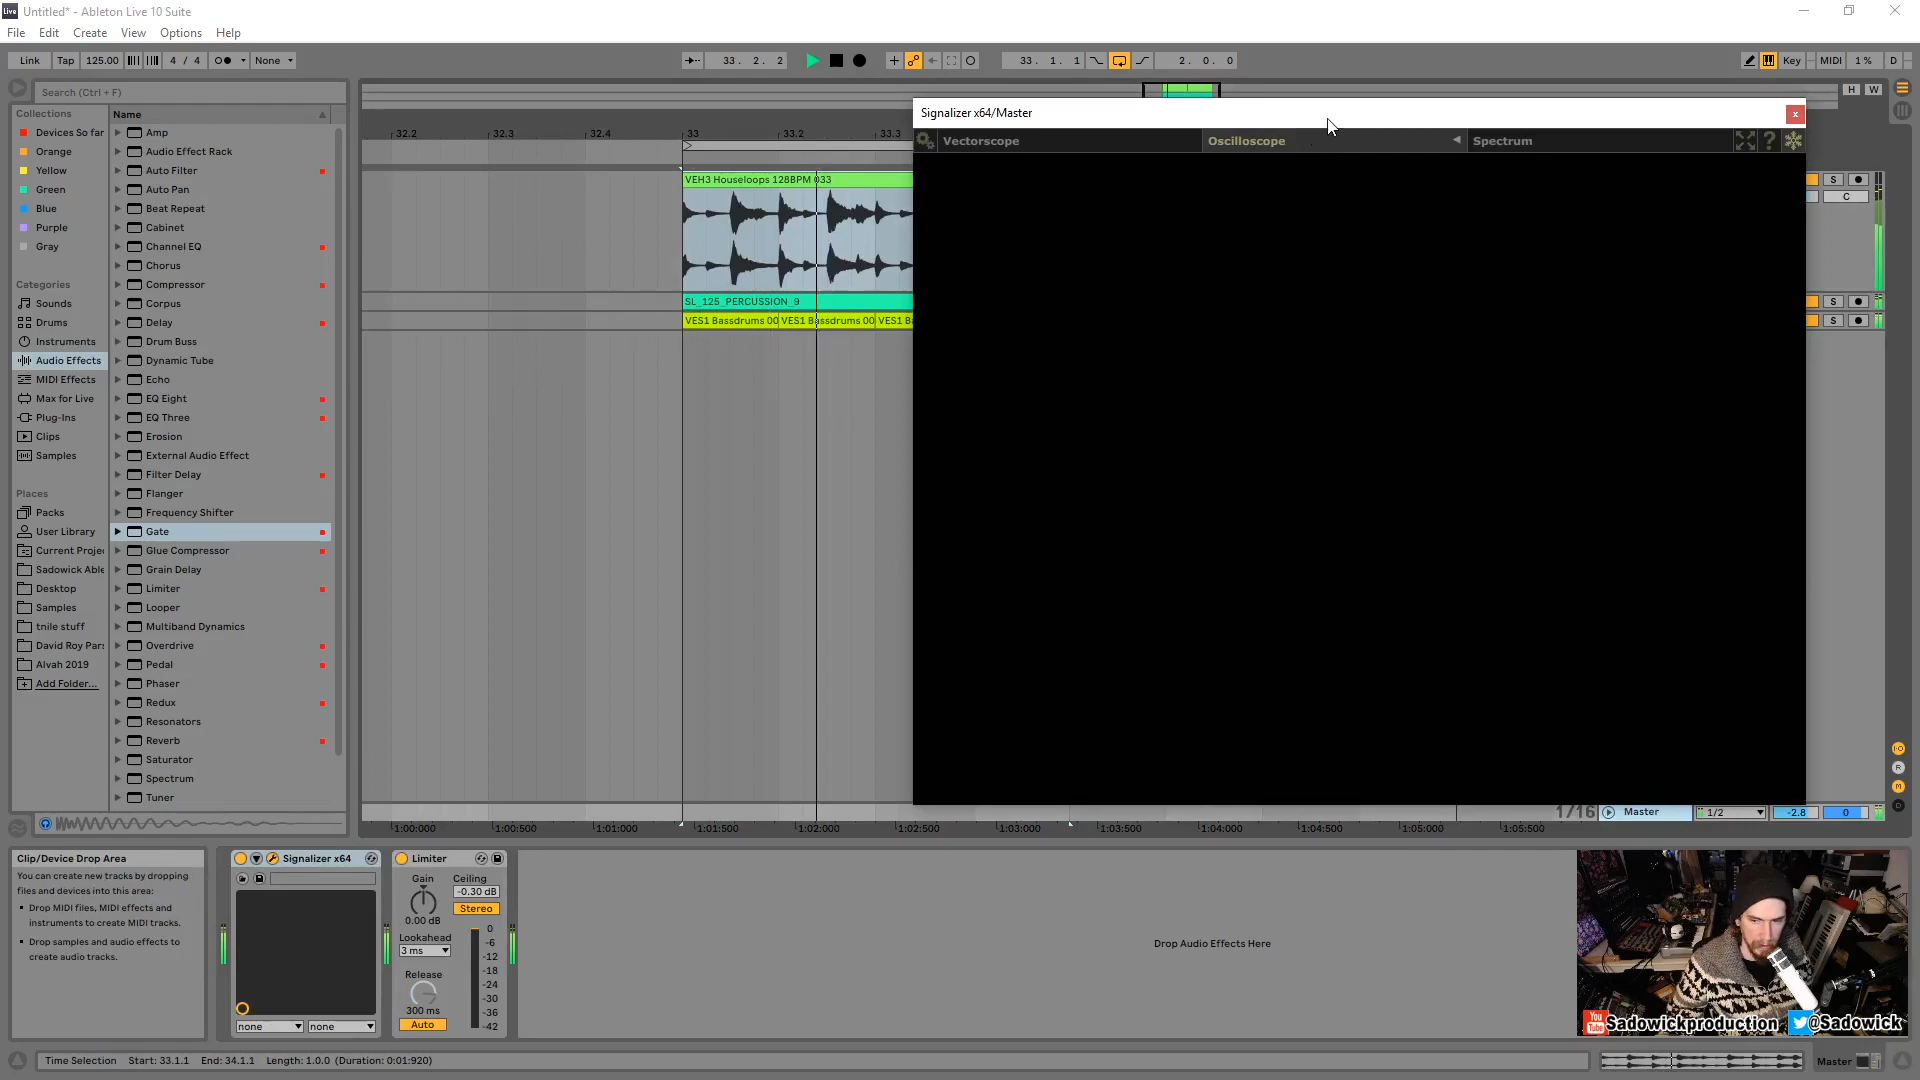 Untitled* - Ableton Live 10 Suite
File Edit Create View Options Help
Link Tap 125.00 4 / 4 None 33. 2. 2 33. 1. 1 2. 0. 0 Key MIDI 1 % D
Search (Ctrl + F)
H W
Collections
Devices So far
Orange
Yellow
Green
Blue
Purple
Gray
Categories
Sounds
Drums
Instruments
Audio Effects
MIDI Effects
Max for Live
Plug-Ins
Clips
Samples
Places
Packs
User Library
Current Projec
Sadowick Able
Desktop
Samples
tnile stuff
David Roy Pars
Alvah 2019
Add Folder...
Name
Amp
Audio Effect Rack
Auto Filter
Auto Pan
Beat Repeat
Cabinet
Channel EQ
Chorus
Compressor
Corpus
Delay
Drum Buss
Dynamic Tube
Echo
EQ Eight
EQ Three
Erosion
External Audio Effect
Filter Delay
Flanger
Frequency Shifter
Gate
Glue Compressor
Grain Delay
Limiter
Looper
Multiband Dynamics
Overdrive
Pedal
Phaser
Redux
Resonators
Reverb
Saturator
Spectrum
Tuner
32.2 32.3 32.4 33 33.2 33.3
VEH3 Houseloops 128BPM 033
SL_125_PERCUSSION_9
VES1 Bassdrums 00 VES1 Bassdrums 00 VES1 B
Signalizer x64/Master
x
Vectorscope Oscilloscope Spectrum ?
S
C
S
S
1/16 Master 1/2 -2.8 0
1:00:000 1:00:500 1:01:000 1:01:500 1:02:000 1:02:500 1:03:000 1:03:500 1:04:000 1:04:500 1:05:000 1:05:500
R
M
D
Clip/Device Drop Area
You can create new tracks by dropping
files and devices into this area:
Drop MIDI files, MIDI effects and
instruments to create MIDI tracks.
Drop samples and audio effects to
create audio tracks.
Signalizer x64
none none
Limiter
Gain Ceiling
-0.30 dB
Stereo
0.00 dB
Lookahead
3 ms
Release
300 ms
Auto
0
-6
-12
-18
-24
-30
-36
-42
Drop Audio Effects Here
You Tube Sadowickproduction @Sadowick
Time Selection Start: 33.1.1 End: 34.1.1 Length: 1.0.0 (Duration: 0:01:920)
Master